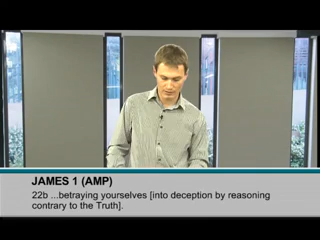 JAMES 1 (AMP)
22b ...betraying yourselves [into deception by reasoning
contrary to the Truth].